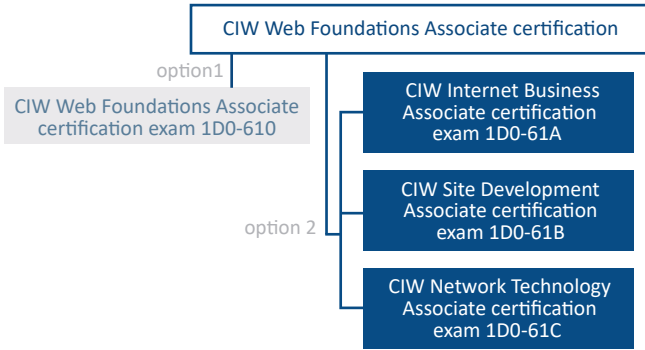 CIW Web Foundations Associate certification
option1
CIW Web Foundations Associate
certification exam 1D0-610
CIW Internet Business
Associate certification
exam 1D0-61A
CIW Site Development
Associate certification
exam 1D0-61B
option 2
CIW Network Technology
Associate certification
exam 1D0-61C